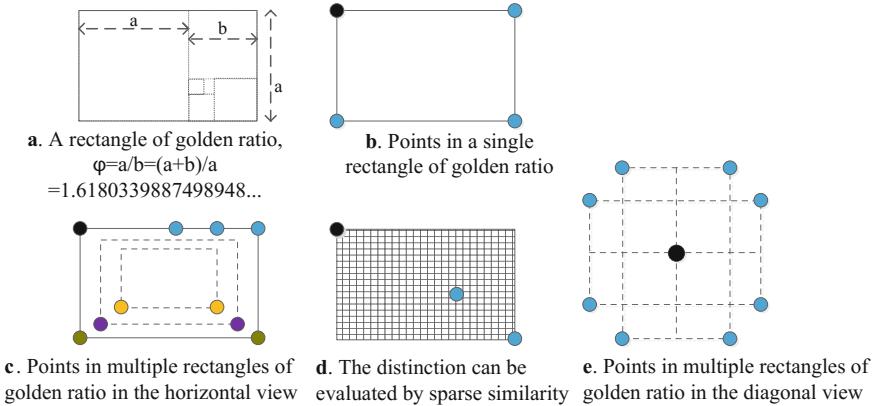 a
b
a
a. A rectangle of golden ratio,
φ=a/b=(a+b)/a
=1.6180339887498948...
b. Points in a single
rectangle of golden ratio
c. Points in multiple rectangles of
golden ratio in the horizontal view
d. The distinction can be
evaluated by sparse similarity
e. Points in multiple rectangles of
golden ratio in the diagonal view